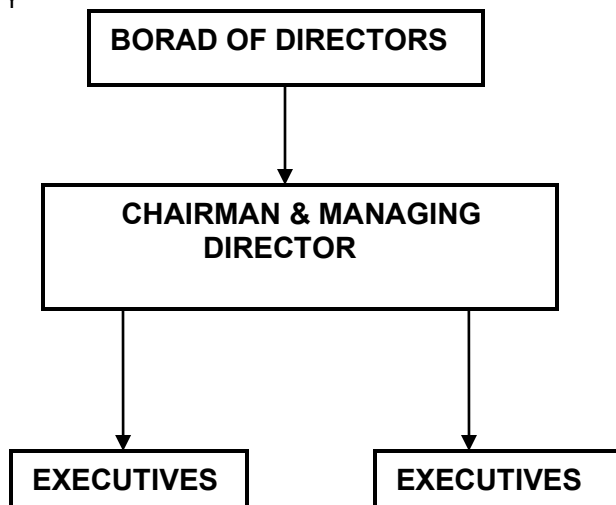 BORAD OF DIRECTORS
CHAIRMAN & MANAGING
DIRECTOR
EXECUTIVES
EXECUTIVES